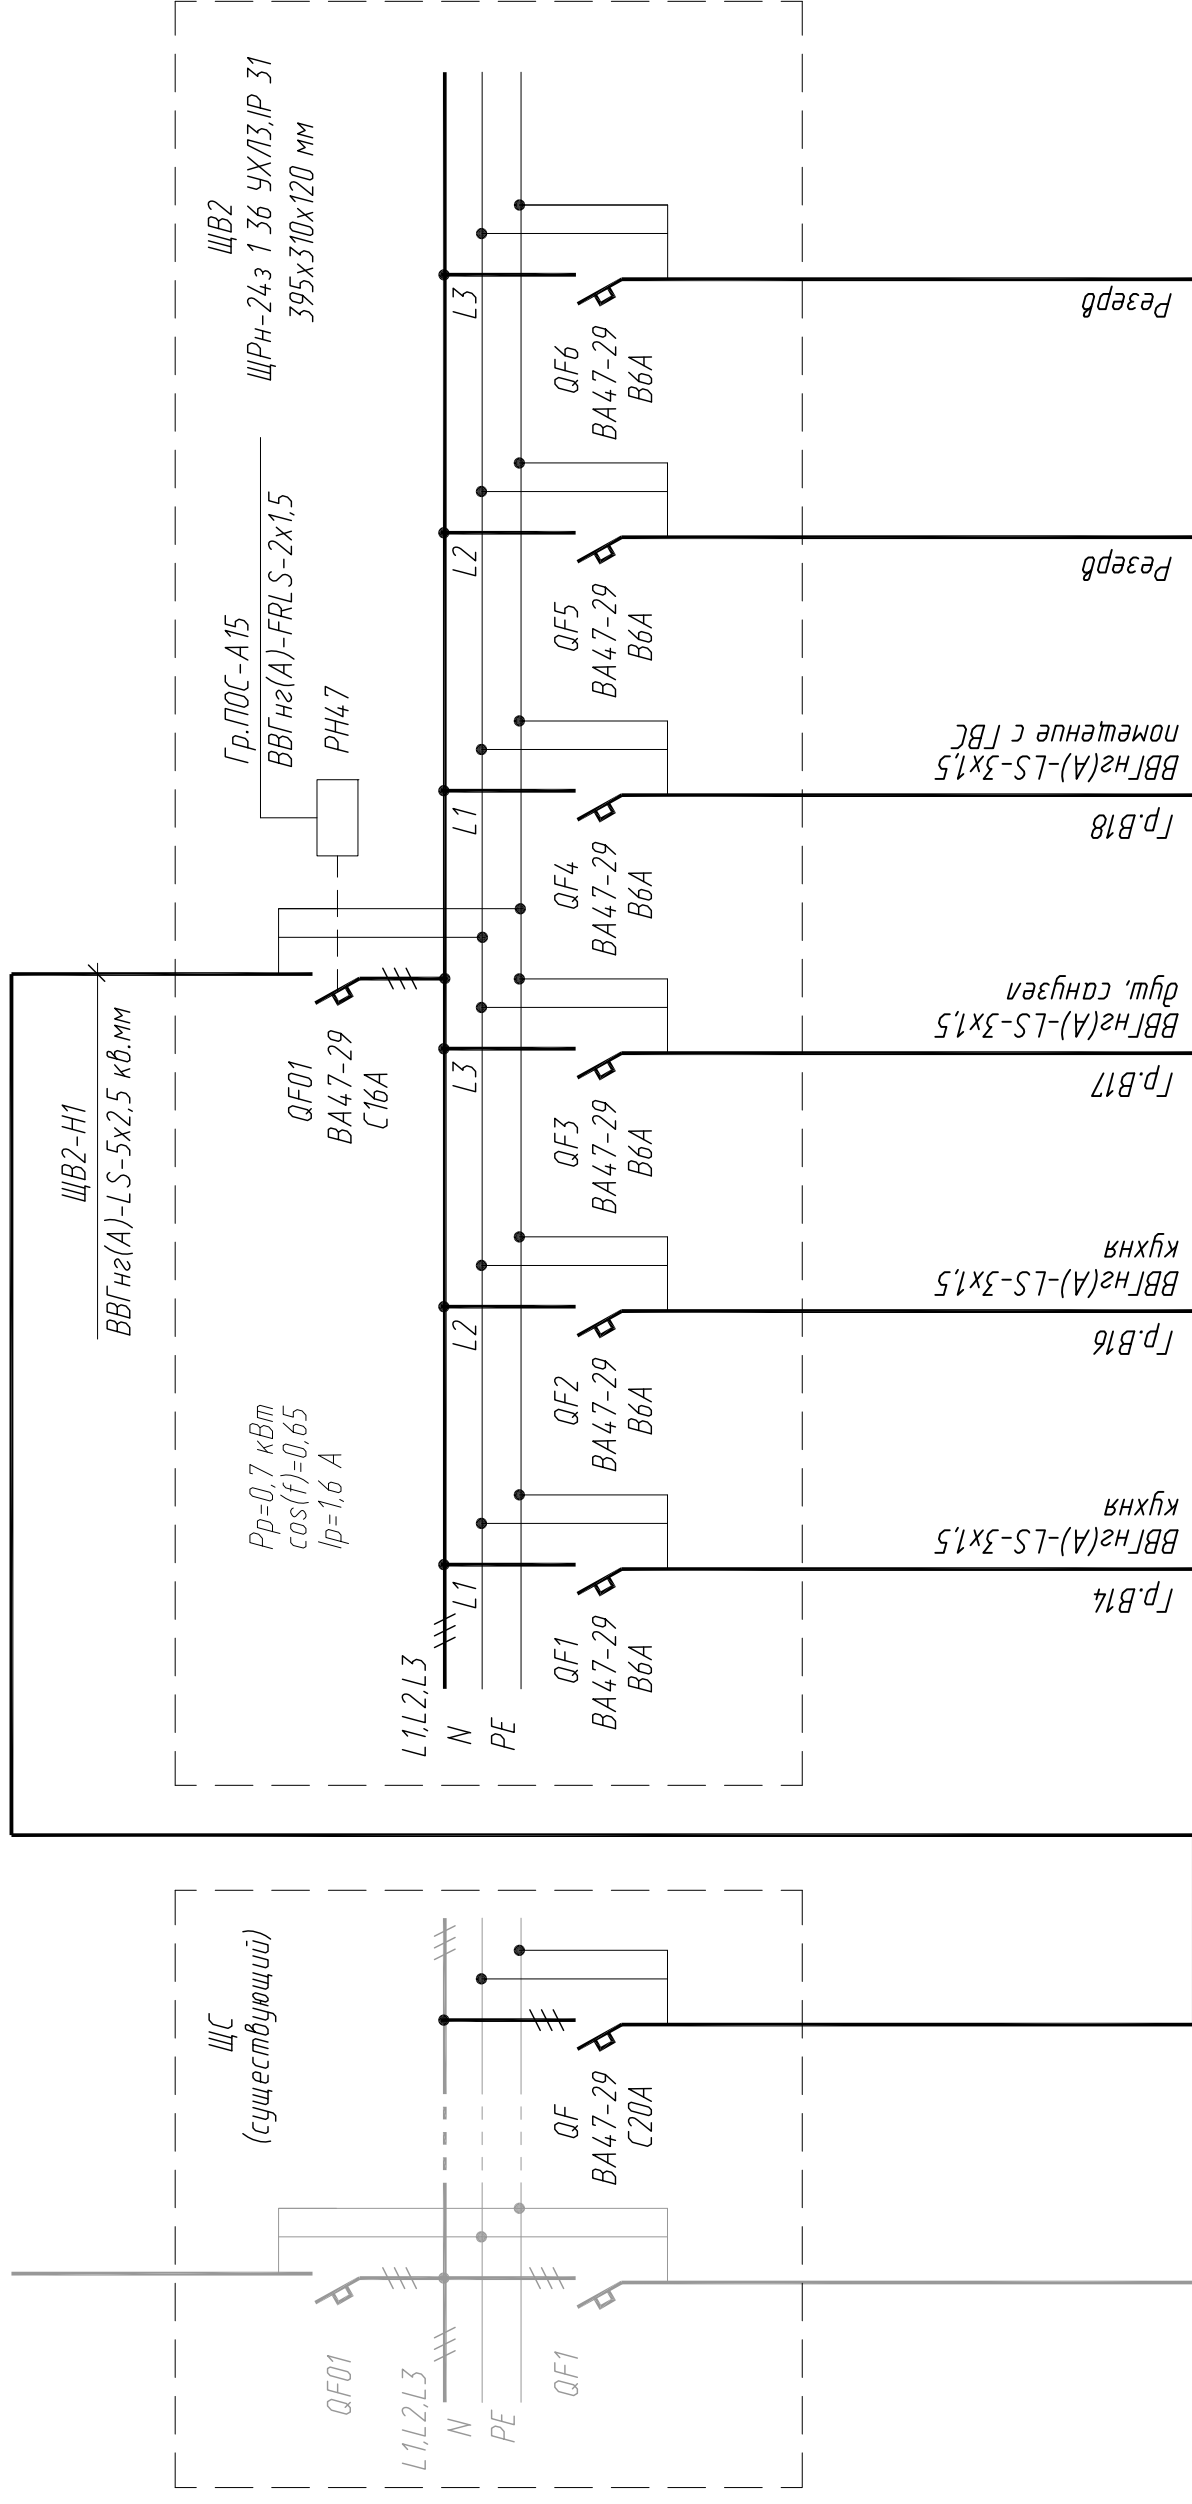 ЩВ2
ЩРн-24з 1 36 УХЛ3,IP 31
395х310х120 мм
Гр.ПОС-А15
ВВГнг(А)-FRLS-2х1,5
РН47
ЩВ2-Н1
ВВГнг(А)-LS-5х2,5 кв.мм
QF01
ВА47-29
С16А
Рр=0,7 кВт
cos(f)=0,65
Iр=1,6 А
L1,L2,L3
N
PE
L1
QF1
ВА47-29
В6А
L2
QF2
ВА47-29
В6А
L3
QF3
ВА47-29
В6А
L1
QF4
ВА47-29
В6А
L2
QF5
ВА47-29
В6А
L3
QF6
ВА47-29
В6А
Гр.В14
ВВГнг(А)-LS-3х1,5
кухня
Гр.В16
ВВГнг(А)-LS-3х1,5
кухня
Гр.В17
ВВГнг(А)-LS-3х1,5
душ, санузел
Гр.В18
ВВГнг(А)-LS-3х1,5
помещение с ГВС
Резерв
Резерв
ЩС
(существующий)
QF01
L1,L2,L3
N
PE
QF1
QF
ВА47-29
С20А